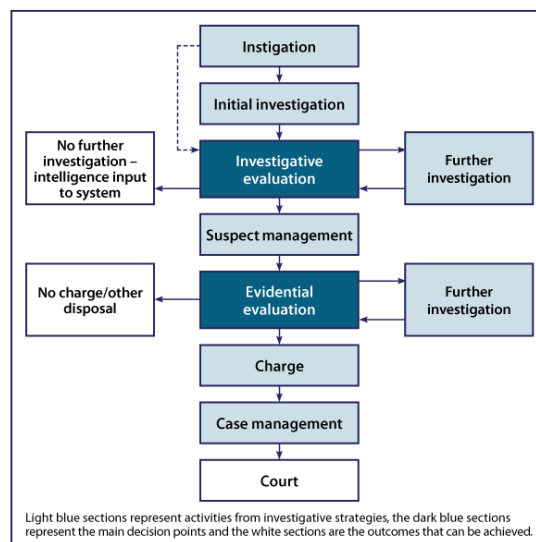 Instigation
Initial investigation
No further
investigation –
intelligence input
to system
Investigative
evaluation
Further
investigation
Suspect management
No charge/other
disposal
Evidential
evaluation
Further
investigation
Charge
Case management
Court
Light blue sections represent activities from investigative strategies, the dark blue sections
represent the main decision points and the white sections are the outcomes that can be achieved.